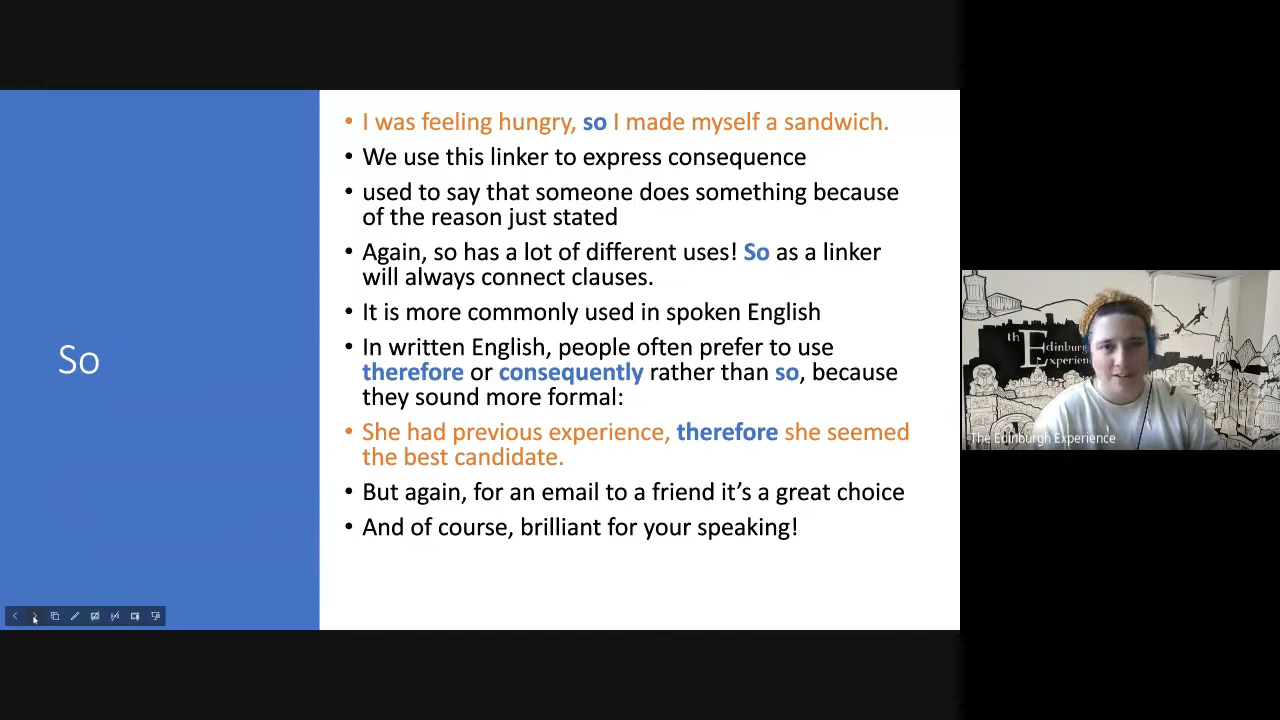 So
• I was feeling hungry, so I made myself a sandwich.
• We use this linker to express consequence
• used to say that someone does something because
of the reason just stated
• Again, so has a lot of different uses! So as a linker
will always connect clauses.
• It is more commonly used in spoken English
• In written English, people often prefer to use
therefore or consequently rather than so, because
they sound more formal:
• She had previous experience, therefore she seemed
the best candidate.
• But again, for an email to a friend it’s a great choice
• And of course, brilliant for your speaking!
th Edinburg
Experien
The Edinburgh Experience